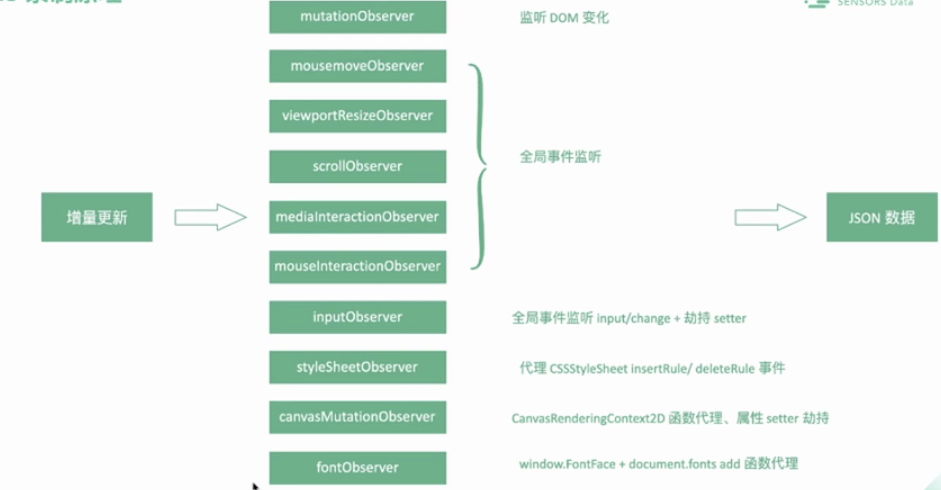 SENSORS Data
mutationObserver
监听 DOM 变化
mousemoveObserver
viewportResizeObserver
scrollObserver
全局事件监听
增量更新
mediaInteractionObserver
JSON 数据
mouseInteractionObserver
inputObserver
全局事件监听 input/change + 劫持 setter
styleSheetObserver
代理 CSSStyleSheet insertRule/ deleteRule 事件
canvasMutationObserver
CanvasRenderingContext2D 函数代理、属性 setter 劫持
fontObserver
window.FontFace + document.fonts add 函数代理